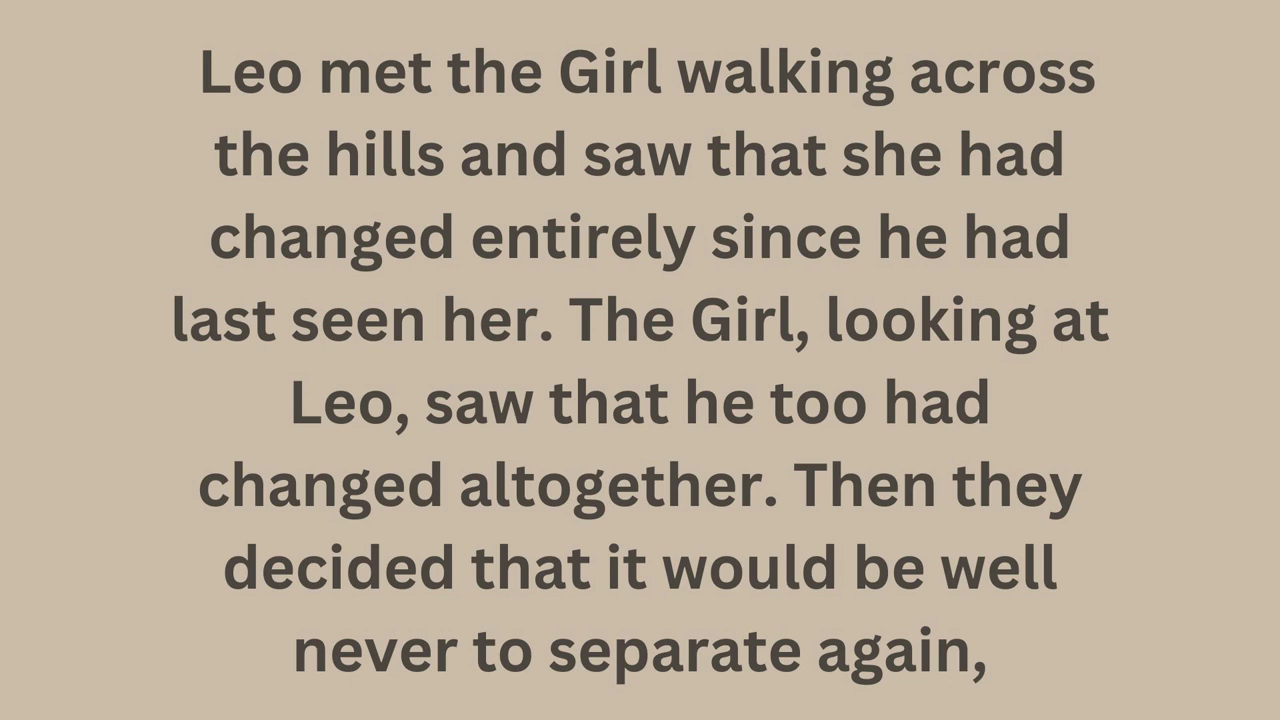 Leo met the Girl walking across
the hills and saw that she had
changed entirely since he had
last seen her. The Girl, looking at
Leo, saw that he too had
changed altogether. Then they
decided that it would be well
never to separate again,